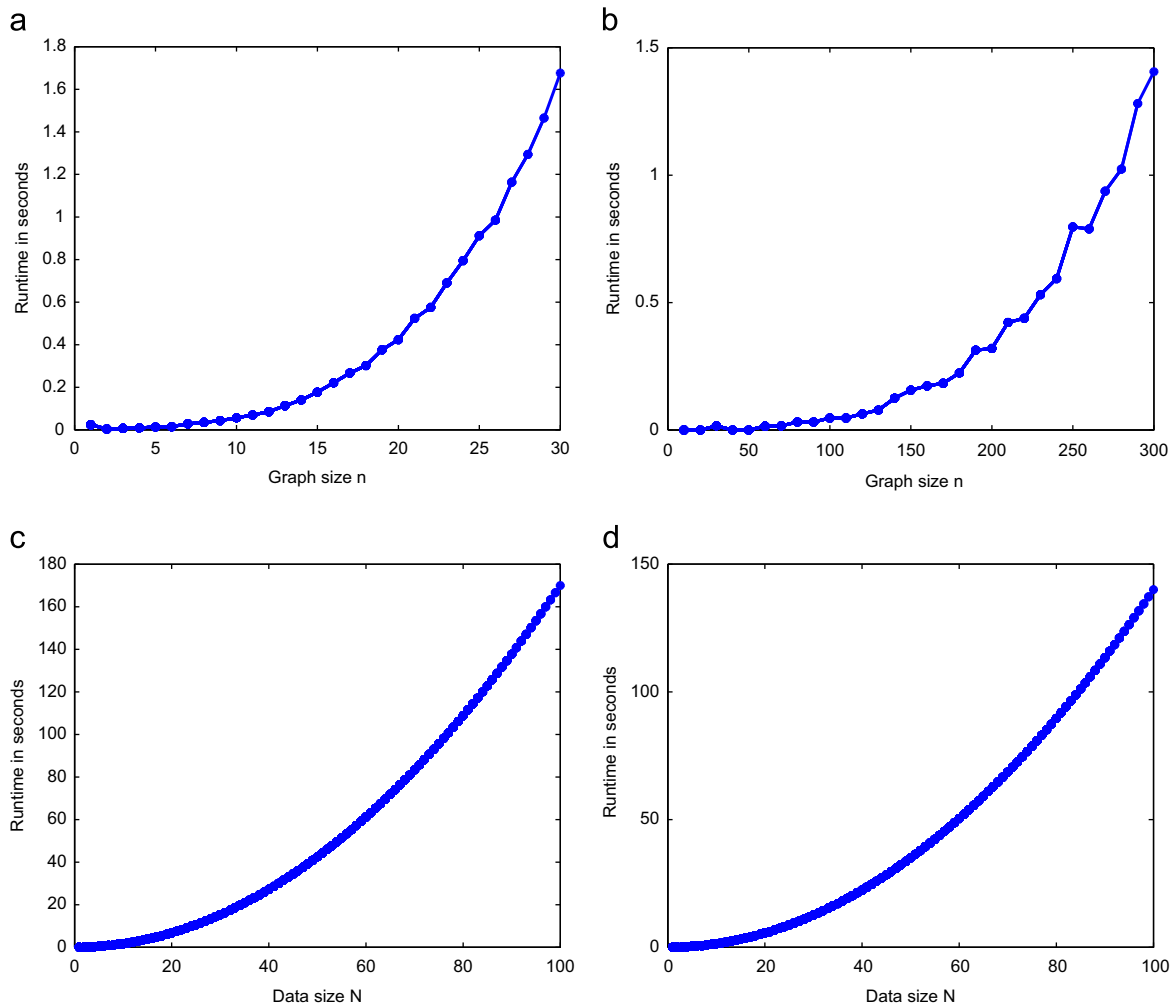 a
1.8
1.6
1.4
1.2
1
0.8
0.6
0.4
0.2
0
0 5 10 15 20 25 30
Runtime in seconds
Graph size n
b
1.5
1
0.5
0
0 50 100 150 200 250 300
Runtime in seconds
Graph size n
c
180
160
140
120
100
80
60
40
20
0
0 20 40 60 80 100
Runtime in seconds
Data size N
d
150
100
50
0
0 20 40 60 80 100
Runtime in seconds
Data size N